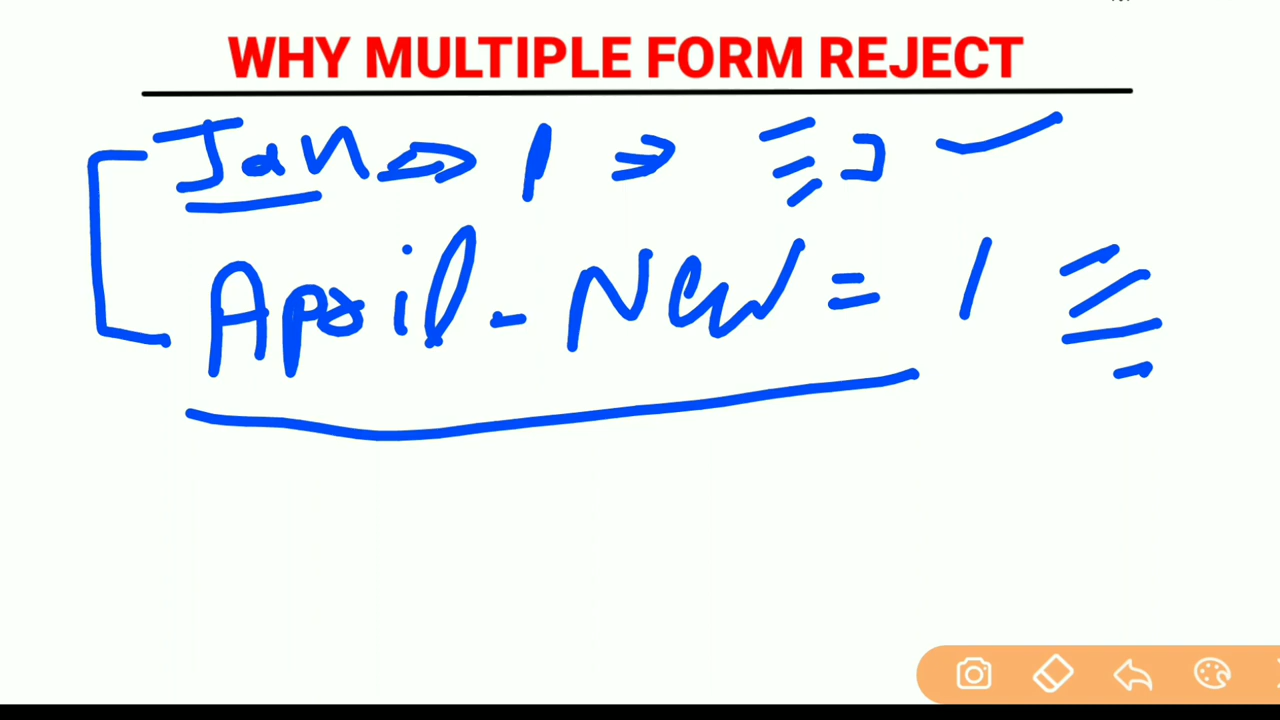 WHY MULTIPLE FORM REJECT
Jan ⇒ 1 ⇒
April - New = 1